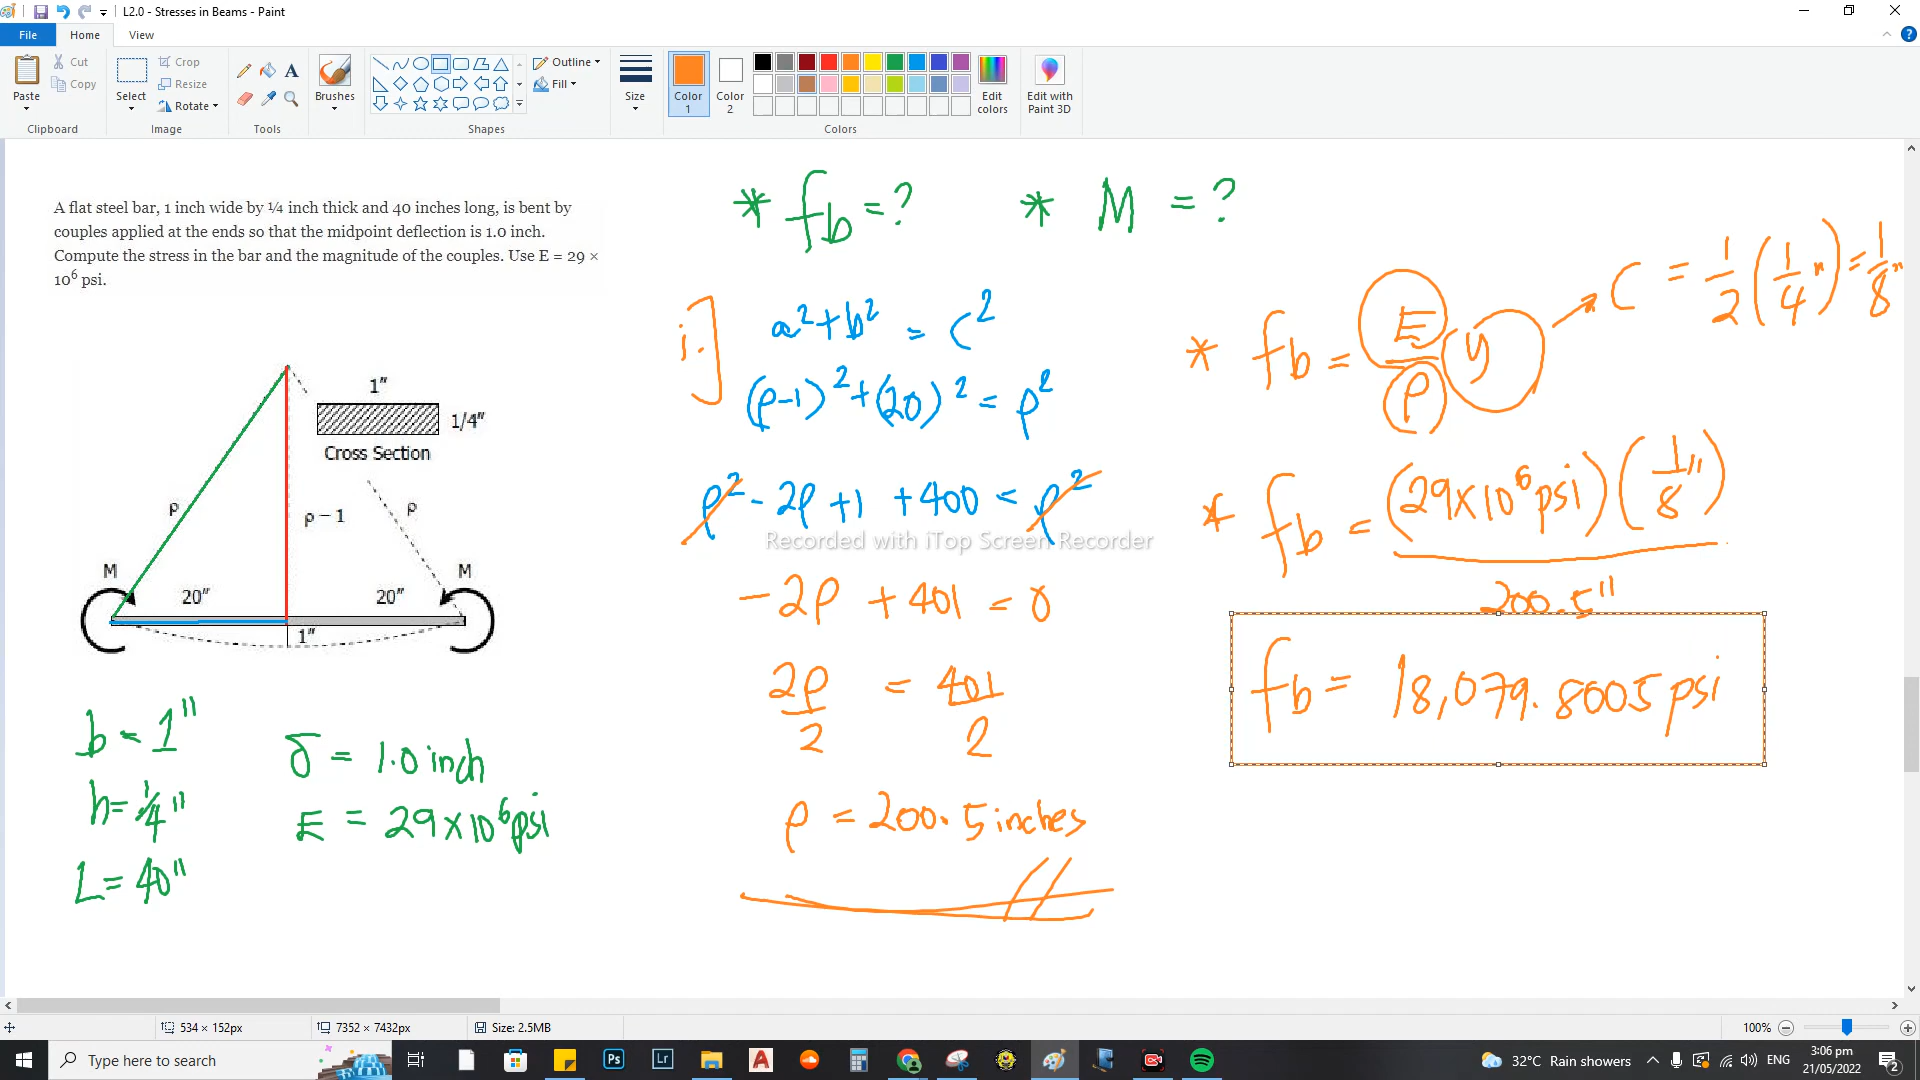 L2.0 - Stresses in Beams - Paint
File Home View
Paste Cut Copy Clipboard
Select Crop Resize Rotate Image
Tools
Brushes
Shapes
Outline Fill
Size
Color 1 Color 2 Edit colors Colors
Edit with Paint 3D
A flat steel bar, 1 inch wide by ¼ inch thick and 40 inches long, is bent by
couples applied at the ends so that the midpoint deflection is 1.0 inch.
Compute the stress in the bar and the magnitude of the couples. Use E = 29 ×
10⁶ psi.
1"
1/4"
Cross Section
ρ
ρ − 1
ρ
M
20"
20"
M
1"
b = 1"
h = 1/4"
L = 40"
δ = 1.0 inch
E = 29x10⁶psi
* fb = ? * M = ?
i.]
a² + b² = c²
(ρ-1)² + (20)² = ρ²
ρ² - 2ρ + 1 + 400 = ρ²
Recorded with iTop Screen Recorder
- 2ρ + 401 = 0
2ρ/2 = 401/2
ρ = 200.5 inches
* fb = E/ρ y
C = 1/2 (1/4") = 1/8"
* fb = (29x10⁶psi)(1/8")/200.5"
fb = 18,079.8005 psi
534 × 152px 7352 × 7432px Size: 2.5MB 100%
Type here to search
Ps Lr A
32°C Rain showers ENG 3:06 pm
21/05/2022
2